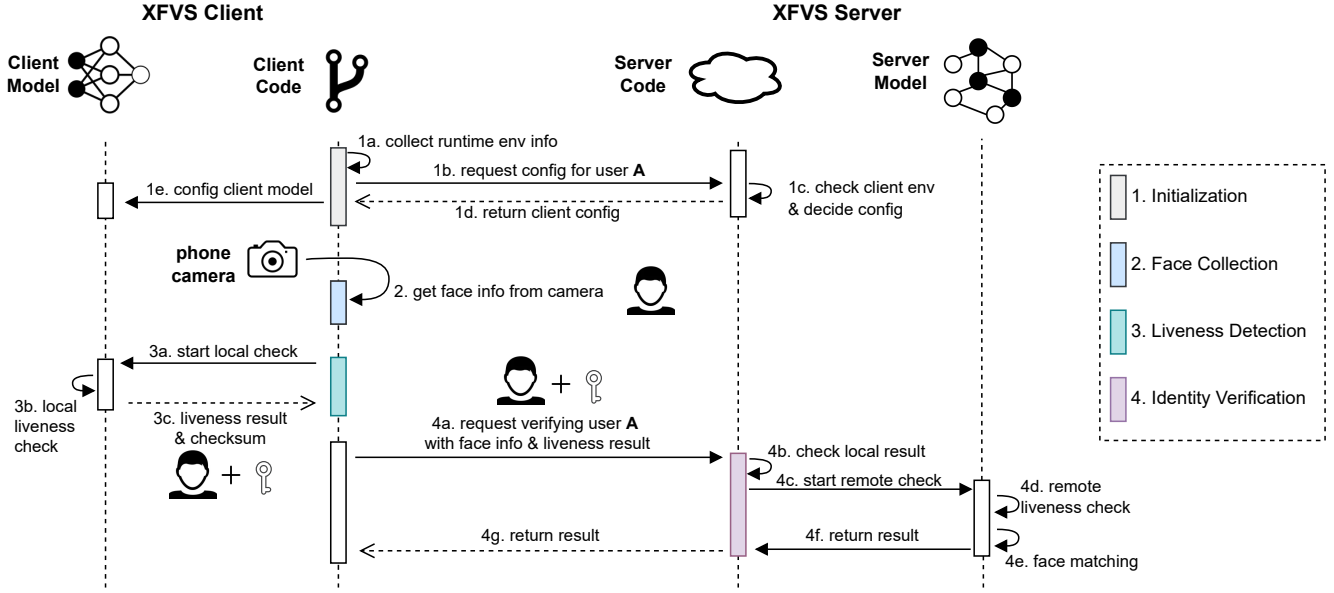 XFVS Client
XFVS Server
Client
Model
Client
Code
Server
Code
Server
Model
1a. collect runtime env info
1b. request config for user A
1e. config client model
1c. check client env
& decide config
1d. return client config
phone
camera
2. get face info from camera
3a. start local check
3b. local
liveness
check
3c. liveness result
& checksum
4a. request verifying user A
with face info & liveness result
4b. check local result
4c. start remote check
4d. remote
liveness check
4g. return result
4f. return result
4e. face matching
1. Initialization
2. Face Collection
3. Liveness Detection
4. Identity Verification